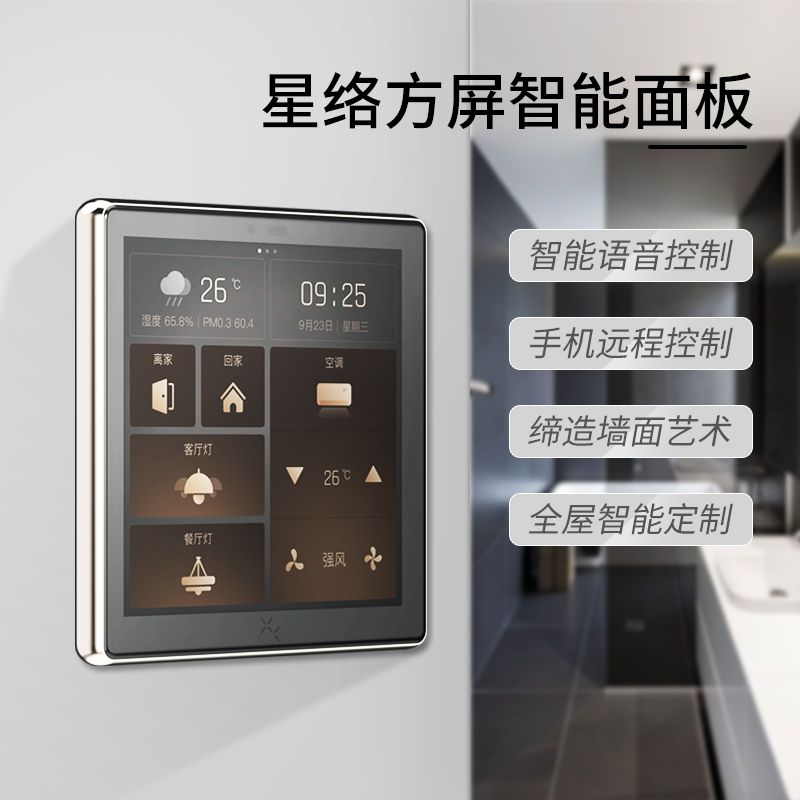 星络方屏智能面板
智能语音控制
手机远程控制
缔造墙面艺术
全屋智能定制
26℃
湿度 65.8% | PM0.3 60.4
09:25
9月23日 | 星期三
离家
回家
空调
客厅灯
26℃
餐厅灯
强风